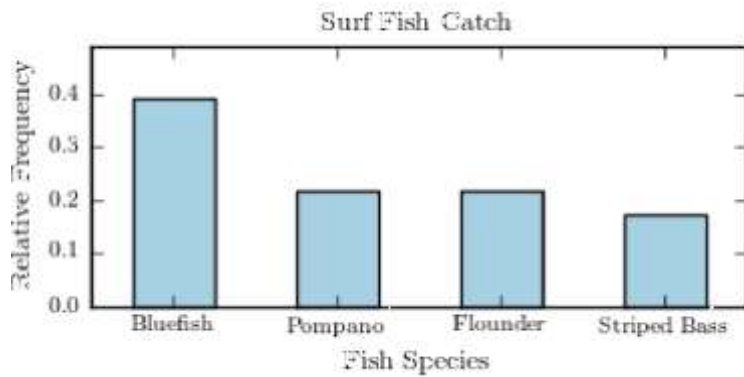 Surf Fish Catch
Relative Frequency
0.4
0.3
0.2
0.1
0.0
Bluefish Pompano Flounder Striped Bass
Fish Species